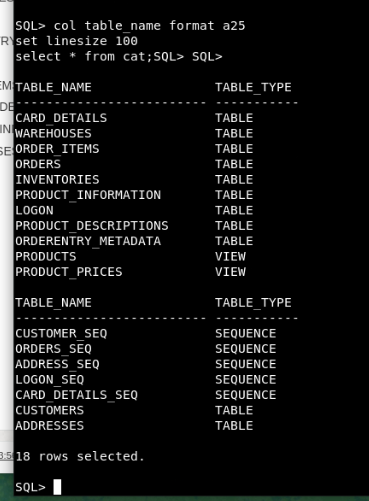 SQL> col table_name format a25
set linesize 100
select * from cat;SQL> SQL>
TABLE_NAME                TABLE_TYPE
------------------------- -----------
CARD_DETAILS              TABLE
WAREHOUSES                TABLE
ORDER_ITEMS               TABLE
ORDERS                    TABLE
INVENTORIES               TABLE
PRODUCT_INFORMATION       TABLE
LOGON                     TABLE
PRODUCT_DESCRIPTIONS      TABLE
ORDERENTRY_METADATA       TABLE
PRODUCTS                  VIEW
PRODUCT_PRICES            VIEW
TABLE_NAME                TABLE_TYPE
------------------------- -----------
CUSTOMER_SEQ              SEQUENCE
ORDERS_SEQ                SEQUENCE
ADDRESS_SEQ               SEQUENCE
LOGON_SEQ                 SEQUENCE
CARD_DETAILS_SEQ          SEQUENCE
CUSTOMERS                 TABLE
ADDRESSES                 TABLE
18 rows selected.
SQL>